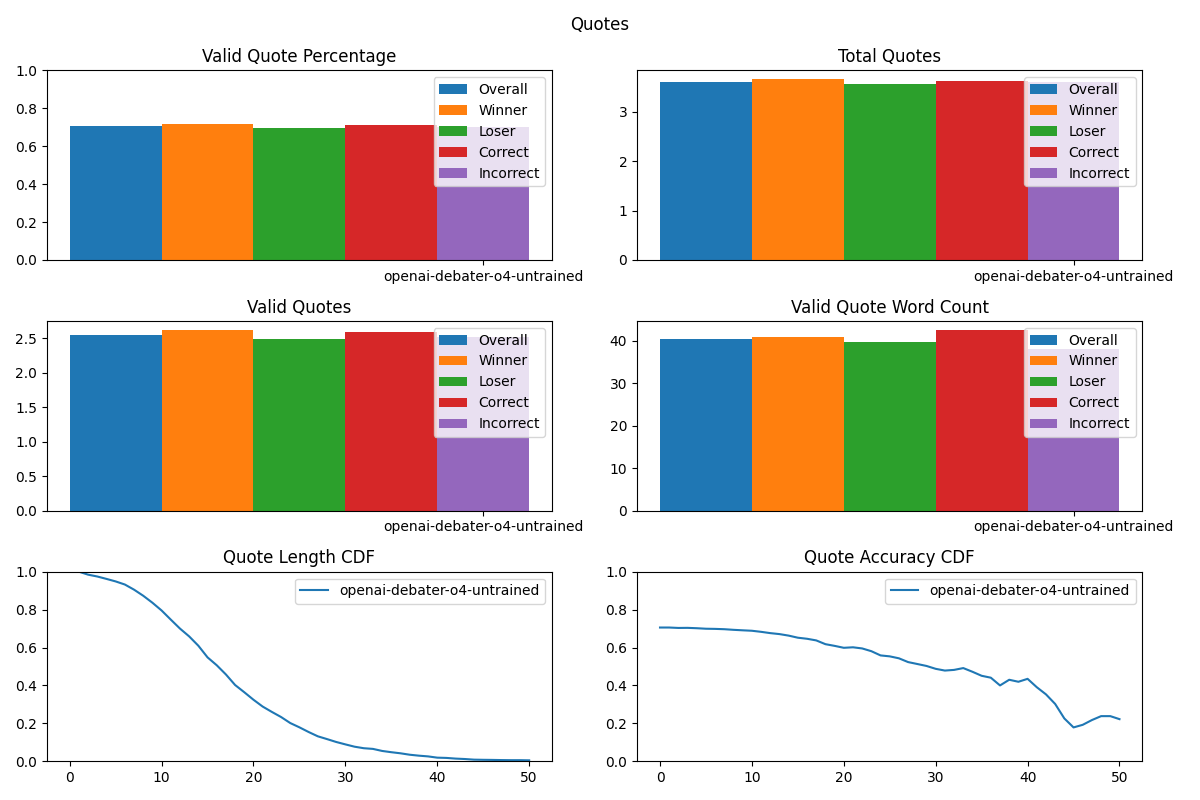 Quotes
Valid Quote Percentage
1.0
0.8
0.6
0.4
0.2
0.0
Overall
Winner
Loser
Correct
Incorrect
openai-debater-o4-untrained
Total Quotes
3
2
1
0
Overall
Winner
Loser
Correct
Incorrect
openai-debater-o4-untrained
Valid Quotes
2.5
2.0
1.5
1.0
0.5
0.0
Overall
Winner
Loser
Correct
Incorrect
openai-debater-o4-untrained
Valid Quote Word Count
40
30
20
10
0
Overall
Winner
Loser
Correct
Incorrect
openai-debater-o4-untrained
Quote Length CDF
1.0
0.8
0.6
0.4
0.2
0.0
openai-debater-o4-untrained
0 10 20 30 40 50
Quote Accuracy CDF
1.0
0.8
0.6
0.4
0.2
0.0
openai-debater-o4-untrained
0 10 20 30 40 50